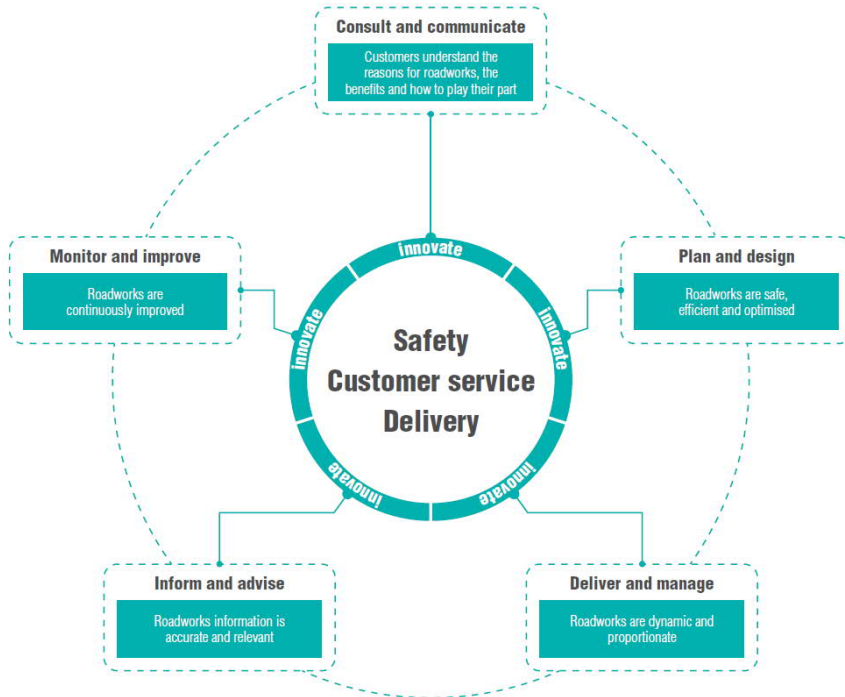 Consult and communicate
Customers understand the
reasons for roadworks, the
benefits and how to play their part
Monitor and improve
Roadworks are
continuously improved
Plan and design
Roadworks are safe,
efficient and optimised
innovate
innovate
innovate
innovate
innovate
Safety
Customer service
Delivery
Inform and advise
Roadworks information is
accurate and relevant
Deliver and manage
Roadworks are dynamic and
proportionate